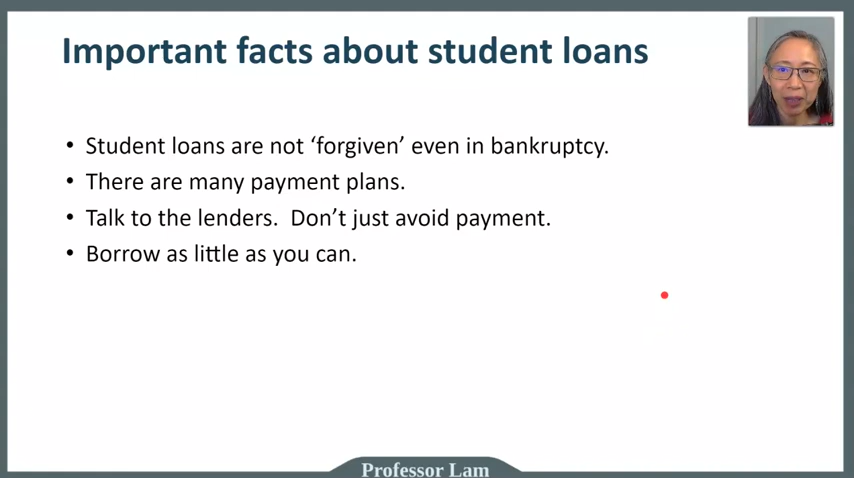 Important facts about student loans
• Student loans are not ‘forgiven’ even in bankruptcy.
• There are many payment plans.
• Talk to the lenders.  Don’t just avoid payment.
• Borrow as little as you can.
Professor Lam